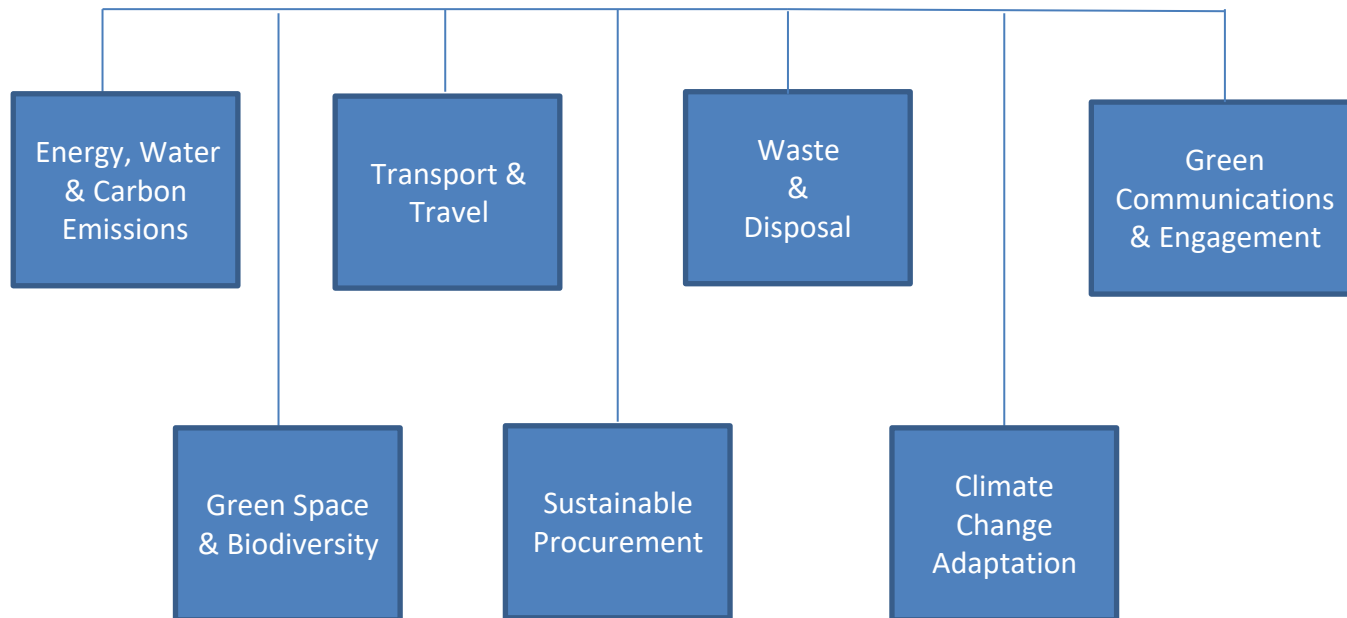 Energy, Water
& Carbon
Emissions
Transport &
Travel
Waste
&
Disposal
Green
Communications
& Engagement
Green Space
& Biodiversity
Sustainable
Procurement
Climate
Change
Adaptation